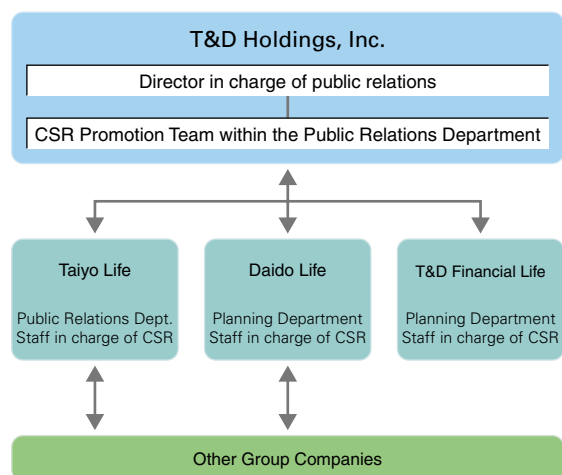 T&D Holdings, Inc.
Director in charge of public relations
CSR Promotion Team within the Public Relations Department
Taiyo Life
Public Relations Dept.
Staff in charge of CSR
Daido Life
Planning Department
Staff in charge of CSR
T&D Financial Life
Planning Department
Staff in charge of CSR
Other Group Companies